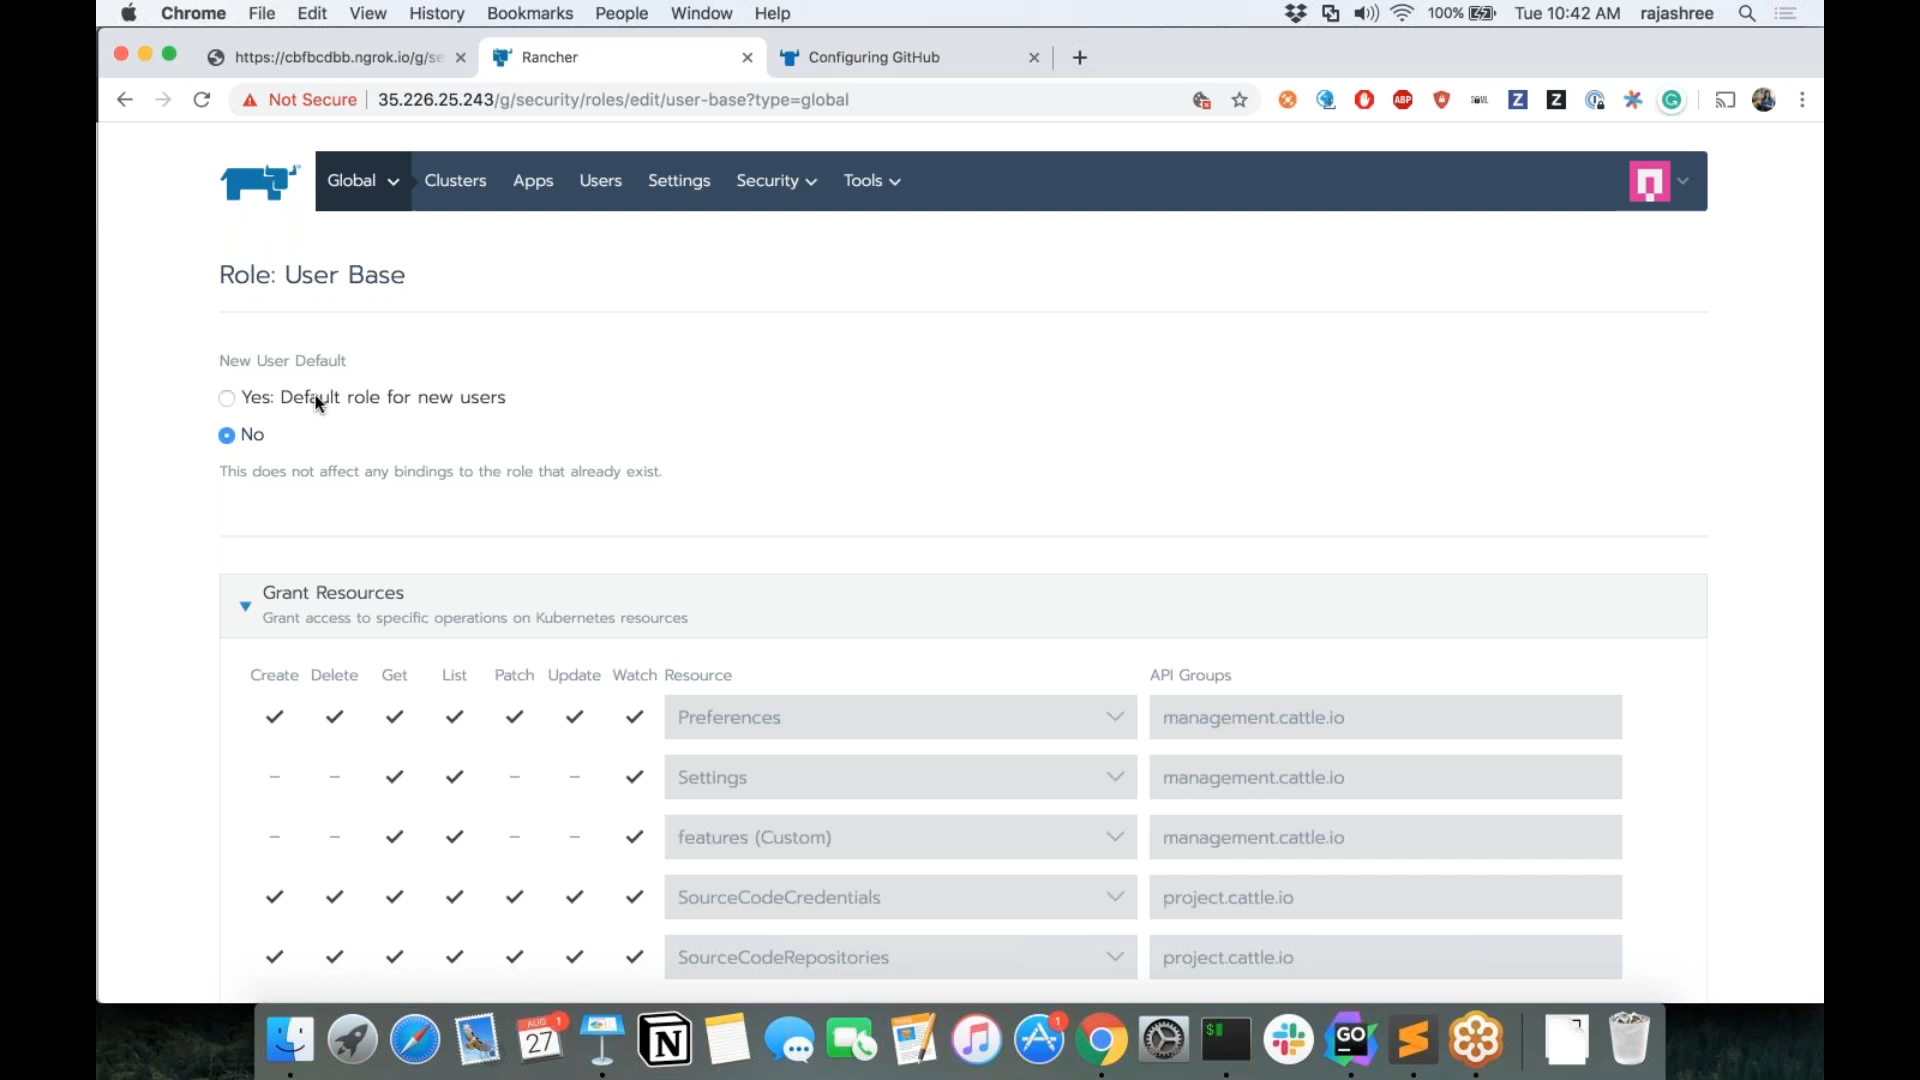 Chrome File Edit View History Bookmarks People Window Help 100% Tue 10:42 AM rajashree
https://cbfbcdbb.ngrok.io/g/se Rancher Configuring GitHub
Not Secure 35.226.25.243/g/security/roles/edit/user-base?type=global ABP Z Z
Global Clusters Apps Users Settings Security Tools
Role: User Base
New User Default
Yes: Default role for new users
No
This does not affect any bindings to the role that already exist.
Grant Resources
Grant access to specific operations on Kubernetes resources
Create Delete Get List Patch Update Watch Resource API Groups
Preferences management.cattle.io
Settings management.cattle.io
features (Custom) management.cattle.io
SourceCodeCredentials project.cattle.io
SourceCodeRepositories project.cattle.io
AUG 27 1 N 1 $ GO